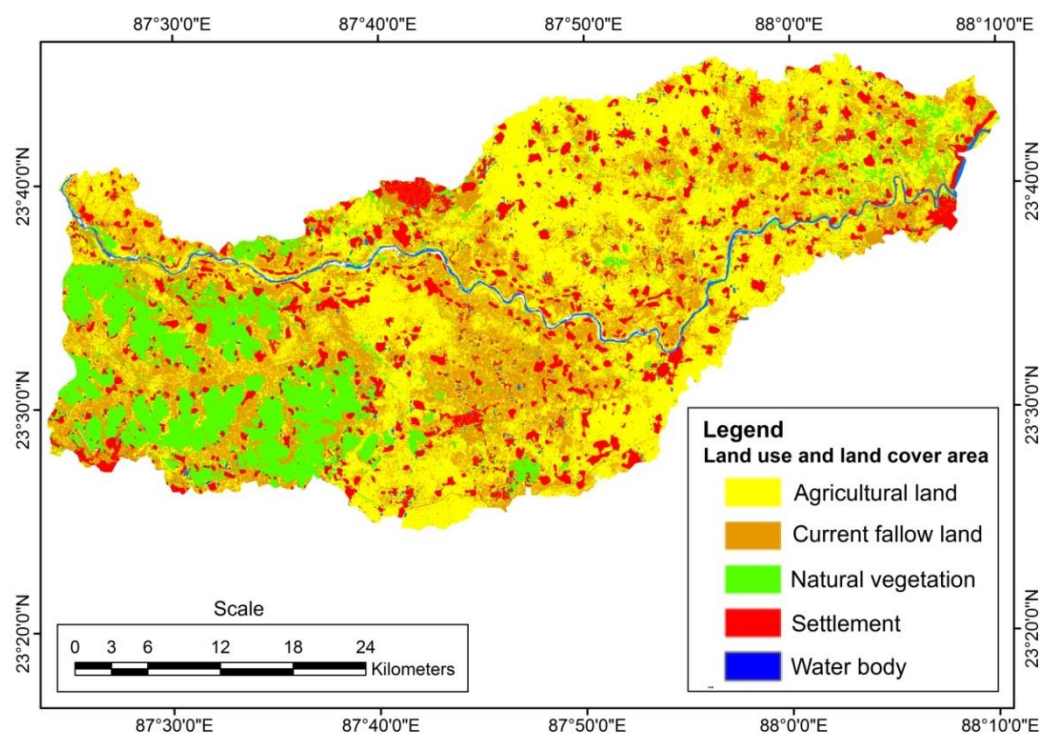 87°30'0"E 87°40'0"E 87°50'0"E 88°0'0"E 88°10'0"E
23°40'0"N 23°40'0"N
23°30'0"N 23°30'0"N
23°20'0"N 23°20'0"N
Legend
Land use and land cover area
Agricultural land
Current fallow land
Natural vegetation
Settlement
Water body
Scale
0 3 6 12 18 24
Kilometers
87°30'0"E 87°40'0"E 87°50'0"E 88°0'0"E 88°10'0"E